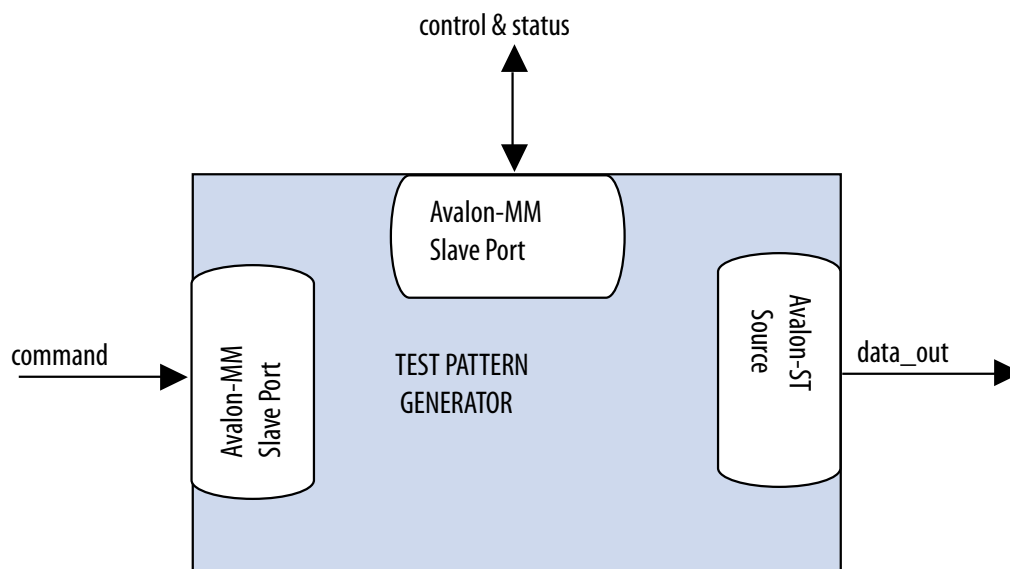 control & status
Avalon-MM
Slave Port
command
Avalon-MM
Slave Port
TEST PATTERN
GENERATOR
Avalon-ST
Source
data_out